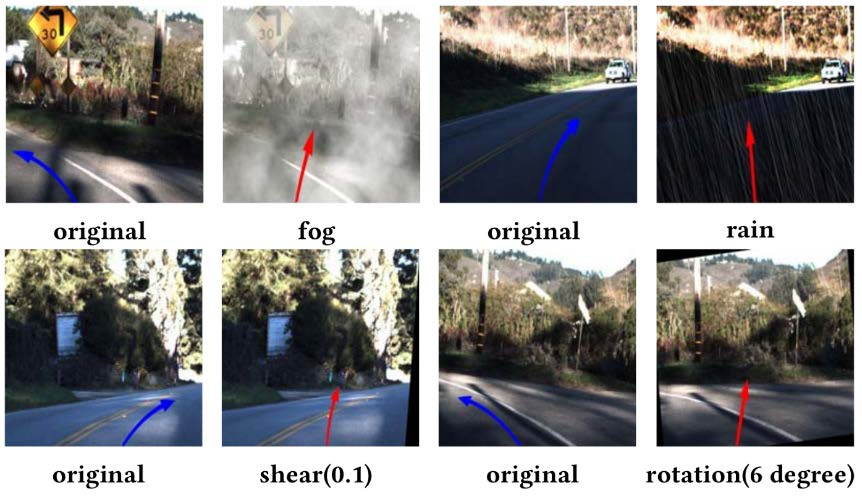 30
30
original
fog
original
rain
original
shear(0.1)
original
rotation(6 degree)